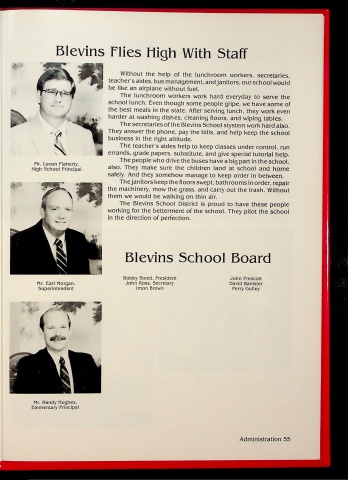 Blevins Flies High With Staff
Without the help of the lunchroom workers, secretaries,
teacher's aides, bus management, and janitors, our school would
be like an airplane without fuel.
The lunchroom workers work hard everyday to serve the
school lunch. Even though some people gripe, we have some of
the best meals in the state. After serving lunch, they work even
harder at washing dishes, cleaning floors, and wiping tables.
The secretaries of the Blevins School stystem work hard also.
They answer the phone, pay the bills, and help keep the school
business in the right altitude.
The teacher's aides help to keep classes under control, run
errands, grade papers, substitute, and give special tutorial help.
The people who drive the buses have a big part in the school,
also. They make sure the children land at school and home
safely. And they somehow manage to keep order in between.
The janitors keep the floors swept, bathrooms in order, repair
the machinery, mow the grass, and carry out the trash. Without
them we would be walking on thin air.
The Blevins School District is proud to have these people
working for the betterment of the school. They pilot the school
in the direction of perfection.
Mr. Lavon Flaherty,
High School Principal
Mr. Earl Morgan,
Superintendent
Mr. Randy Hughes,
Elementary Principal
Blevins School Board
Bobby Steed, President
John Ross, Secretary
Imon Brown
John Prescott
David Banister
Perry Gulley
Administration 55